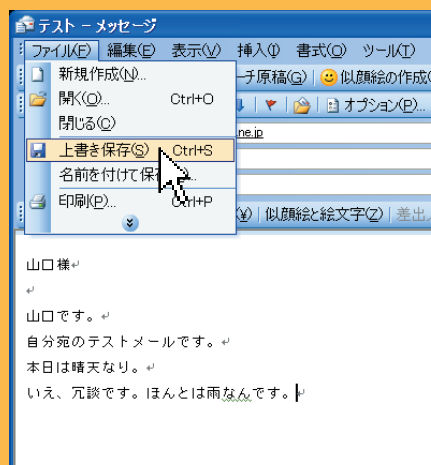 テスト － メッセージ
ファイル(F) 編集(E) 表示(V) 挿入(I) 書式(O) ツール(T)
新規作成(N)...
ーチ原稿(G) 似顔絵の作成(
開く(O)... Ctrl+O
オプション(P)...
閉じる(C)
ne.jp
上書き保存(S) Ctrl+S
名前を付けて保
印刷(P)... Ctrl+P
(¥) 似顔絵と絵文字(Z) 差出
山口様↵
↵
山口です。↵
自分宛のテストメールです。↵
本日は晴天なり。↵
いえ、冗談です。ほんとは雨なんです。↵